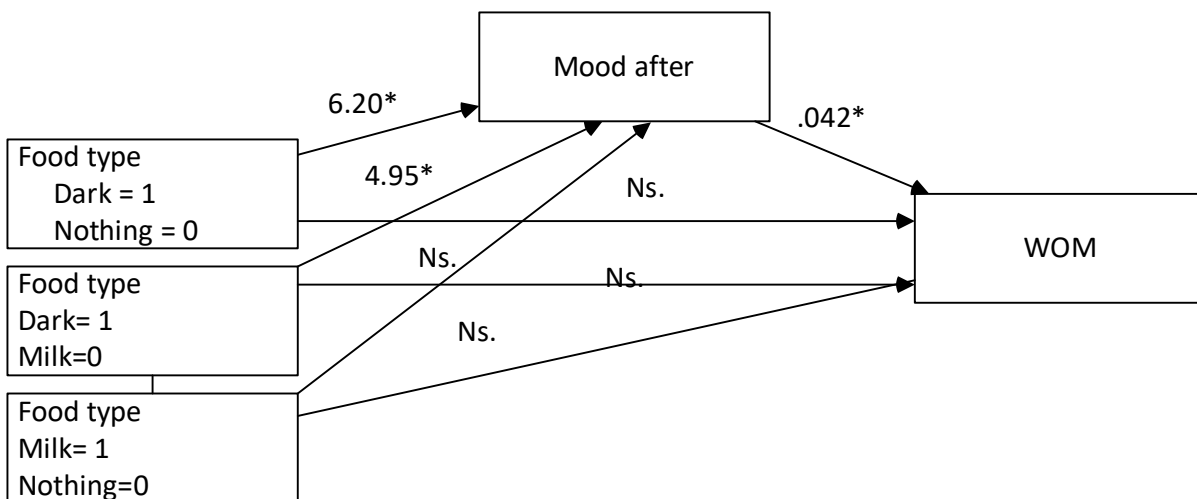 Mood after
6.20*
.042*
Food type
Dark = 1
Nothing = 0
4.95*
Ns.
WOM
Ns.
Ns.
Food type
Dark= 1
Milk=0
Ns.
Food type
Milk= 1
Nothing=0